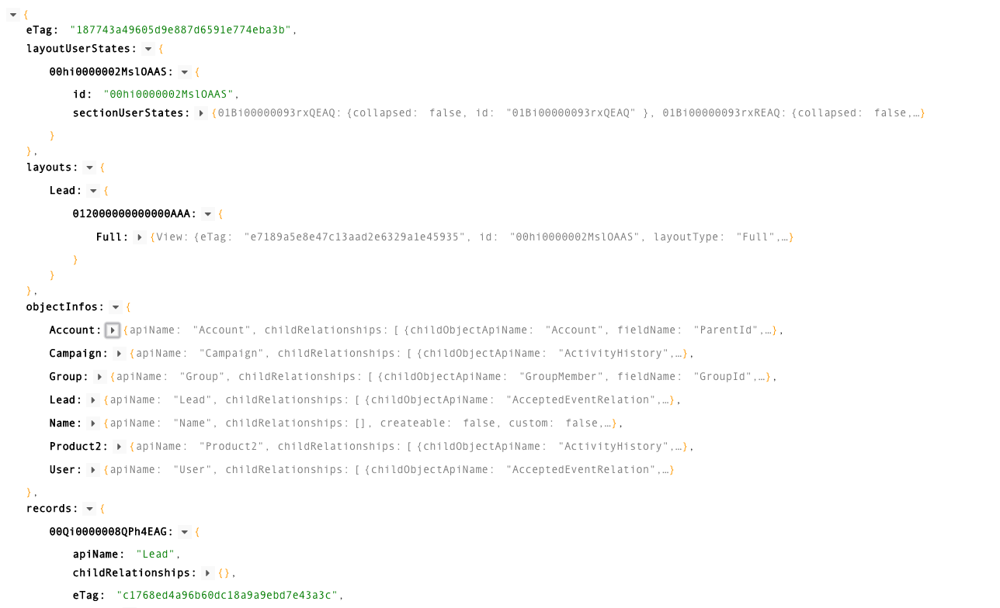 {
eTag: "187743a49605d9e887d6591e774eba3b",
layoutUserStates: {
00hi0000002MslOAAS: {
id: "00hi0000002MslOAAS",
sectionUserStates: {01Bi00000093rxQEAQ: {collapsed: false, id: "01Bi00000093rxQEAQ" }, 01Bi00000093rxREAQ: {collapsed: false,…}
}
},
layouts: {
Lead: {
012000000000000AAA: {
Full: {View: {eTag: "e7189a5e8e47c13aad2e6329a1e45935", id: "00hi0000002MslOAAS", layoutType: "Full",…}
}
}
},
objectInfos: {
Account: {apiName: "Account", childRelationships: [ {childObjectApiName: "Account", fieldName: "ParentId",…},
Campaign: {apiName: "Campaign", childRelationships: [ {childObjectApiName: "ActivityHistory",…},
Group: {apiName: "Group", childRelationships: [ {childObjectApiName: "GroupMember", fieldName: "GroupId",…},
Lead: {apiName: "Lead", childRelationships: [ {childObjectApiName: "AcceptedEventRelation",…},
Name: {apiName: "Name", childRelationships: [], createable: false, custom: false,…},
Product2: {apiName: "Product2", childRelationships: [ {childObjectApiName: "ActivityHistory",…},
User: {apiName: "User", childRelationships: [ {childObjectApiName: "AcceptedEventRelation",…}
},
records: {
00Qi0000008QPh4EAG: {
apiName: "Lead",
childRelationships: {},
eTag: "c1768ed4a96b60dc18a9a9ebd7e43a3c",